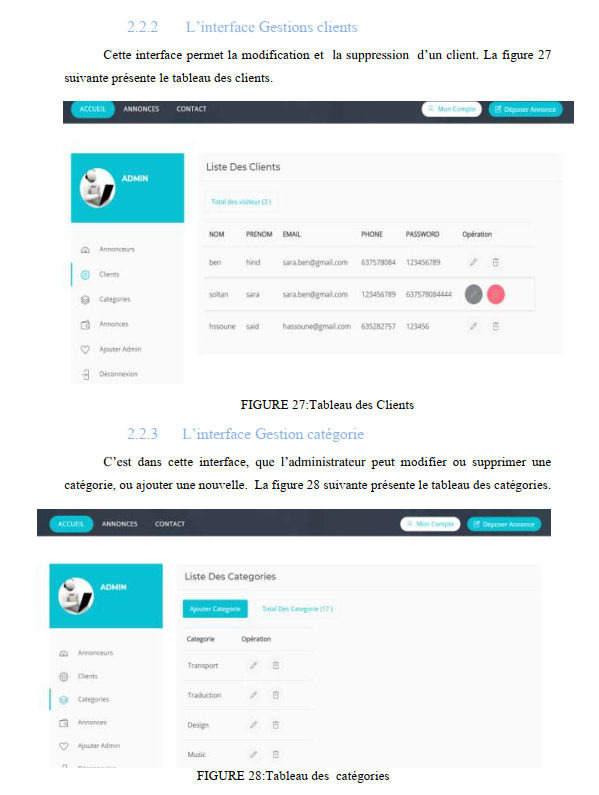 2.2.2 L'interface Gestions clients
Cette interface permet la modification et la suppression d'un client. La figure 27
suivante présente le tableau des clients.
ACCUEIL ANNONCES CONTACT Mon Compte Déposer Annonce
ADMIN
Annonceurs
Clients
Categories
Annonces
Ajouter Admin
Déconnexion
Liste Des Clients
Total des visiteur (3)
NOM PRENOM EMAIL PHONE PASSWORD Opération
ben hind sara.ben@gmail.com 637578084 123456789
soltan sara sara.ben@gmail.com 123456789 637578084444
hssoune said hassoune@gmail.com 635282757 123456
FIGURE 27:Tableau des Clients
2.2.3 L'interface Gestion catégorie
C'est dans cette interface, que l'administrateur peut modifier ou supprimer une
catégorie, ou ajouter une nouvelle. La figure 28 suivante présente le tableau des catégories.
ACCUEIL ANNONCES CONTACT Mon Compte Déposer Annonce
ADMIN
Annonceurs
Clients
Categories
Annonces
Ajouter Admin
Déconnexion
Liste Des Categories
Ajouter Categorie Total Des Categorie (17)
Categorie Opération
Transport
Traduction
Design
Music
FIGURE 28:Tableau des catégories